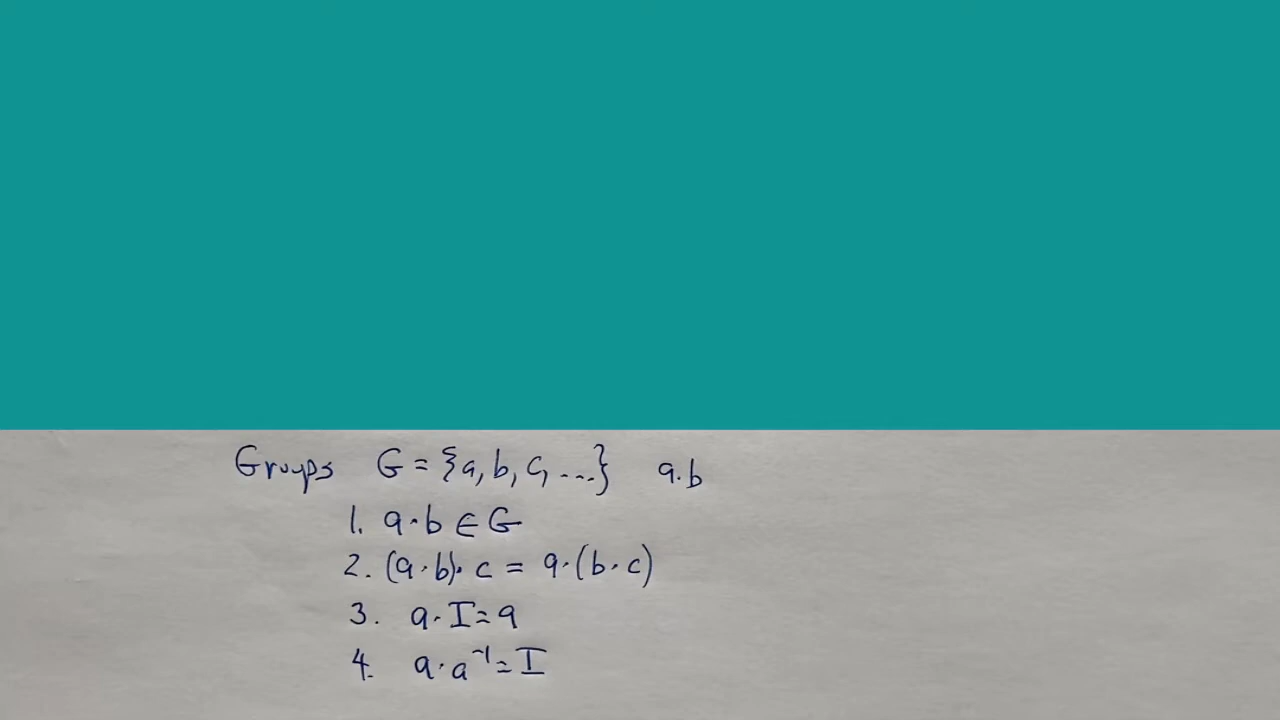 Groups G = {a, b, c, ...} a·b
1. a·b ∈ G
2. (a·b)·c = a·(b·c)
3. a·I = a
4. a·a⁻¹ = I